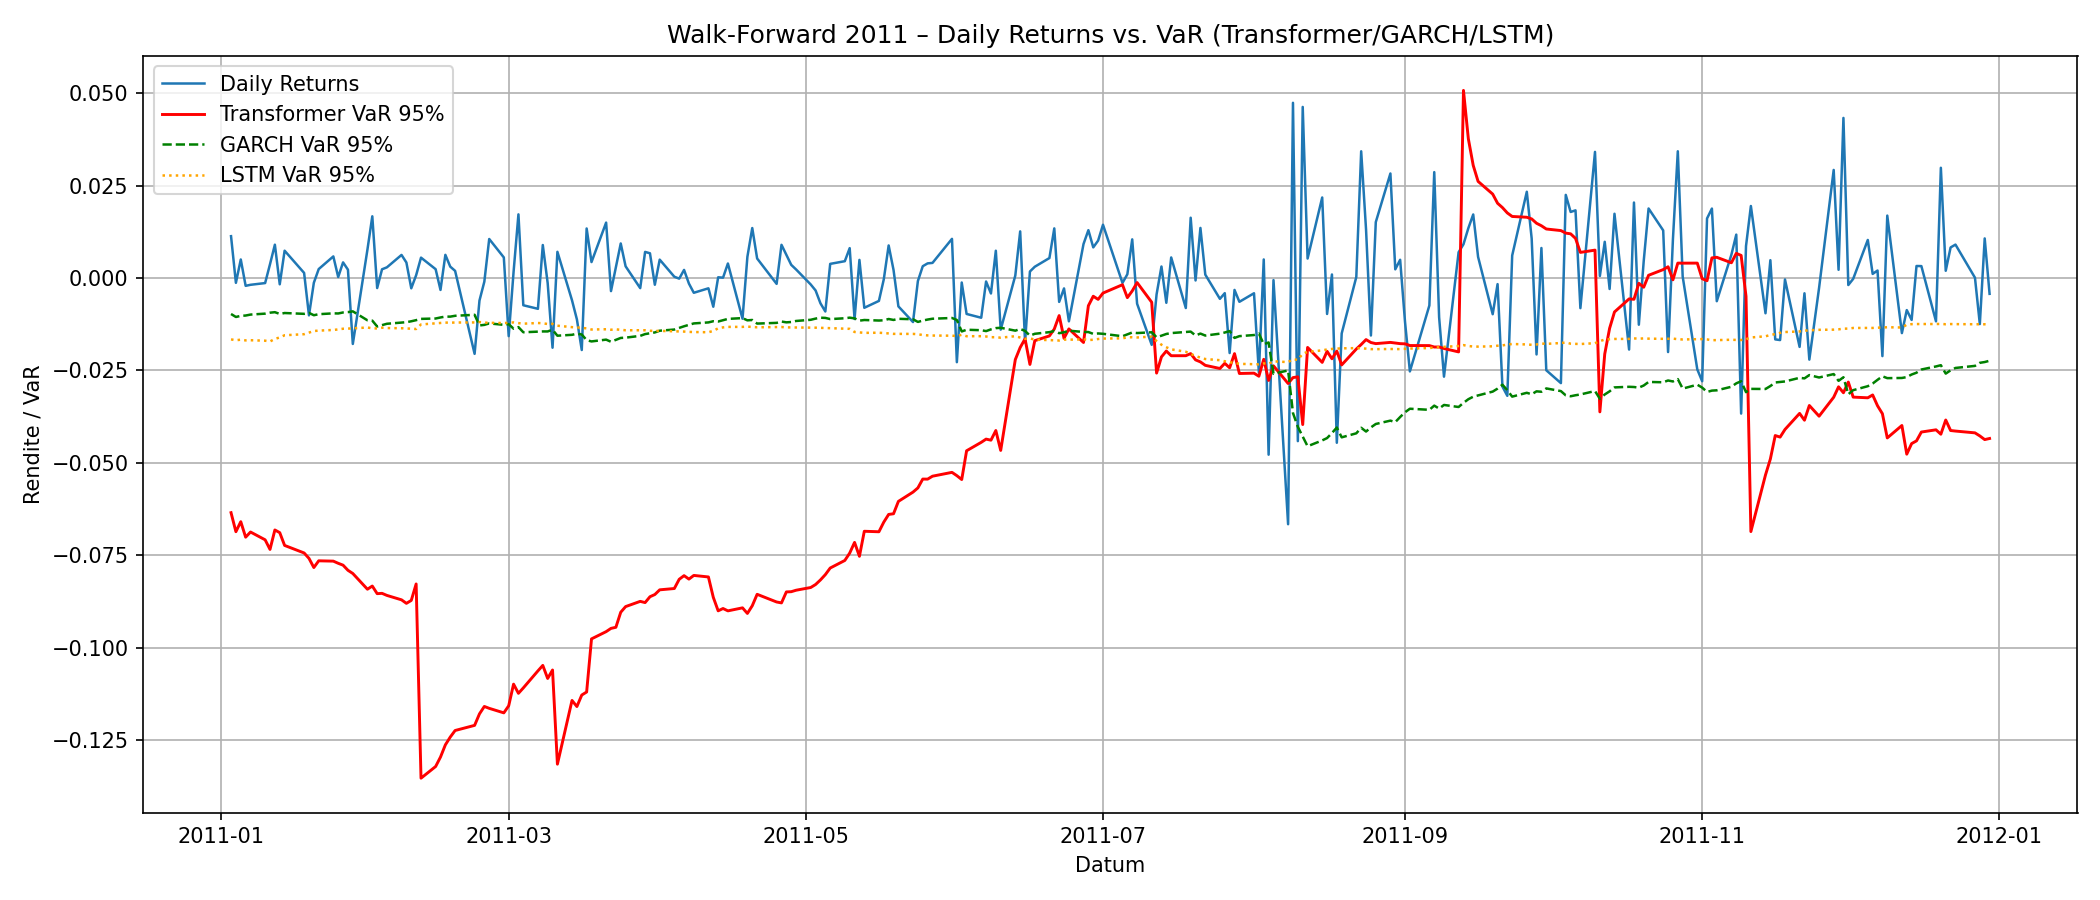 Walk-Forward 2011 – Daily Returns vs. VaR (Transformer/GARCH/LSTM)
Daily Returns
Transformer VaR 95%
GARCH VaR 95%
LSTM VaR 95%
Rendite / VaR
0.050
0.025
0.000
−0.025
−0.050
−0.075
−0.100
−0.125
2011-01 2011-03 2011-05 2011-07 2011-09 2011-11 2012-01
Datum